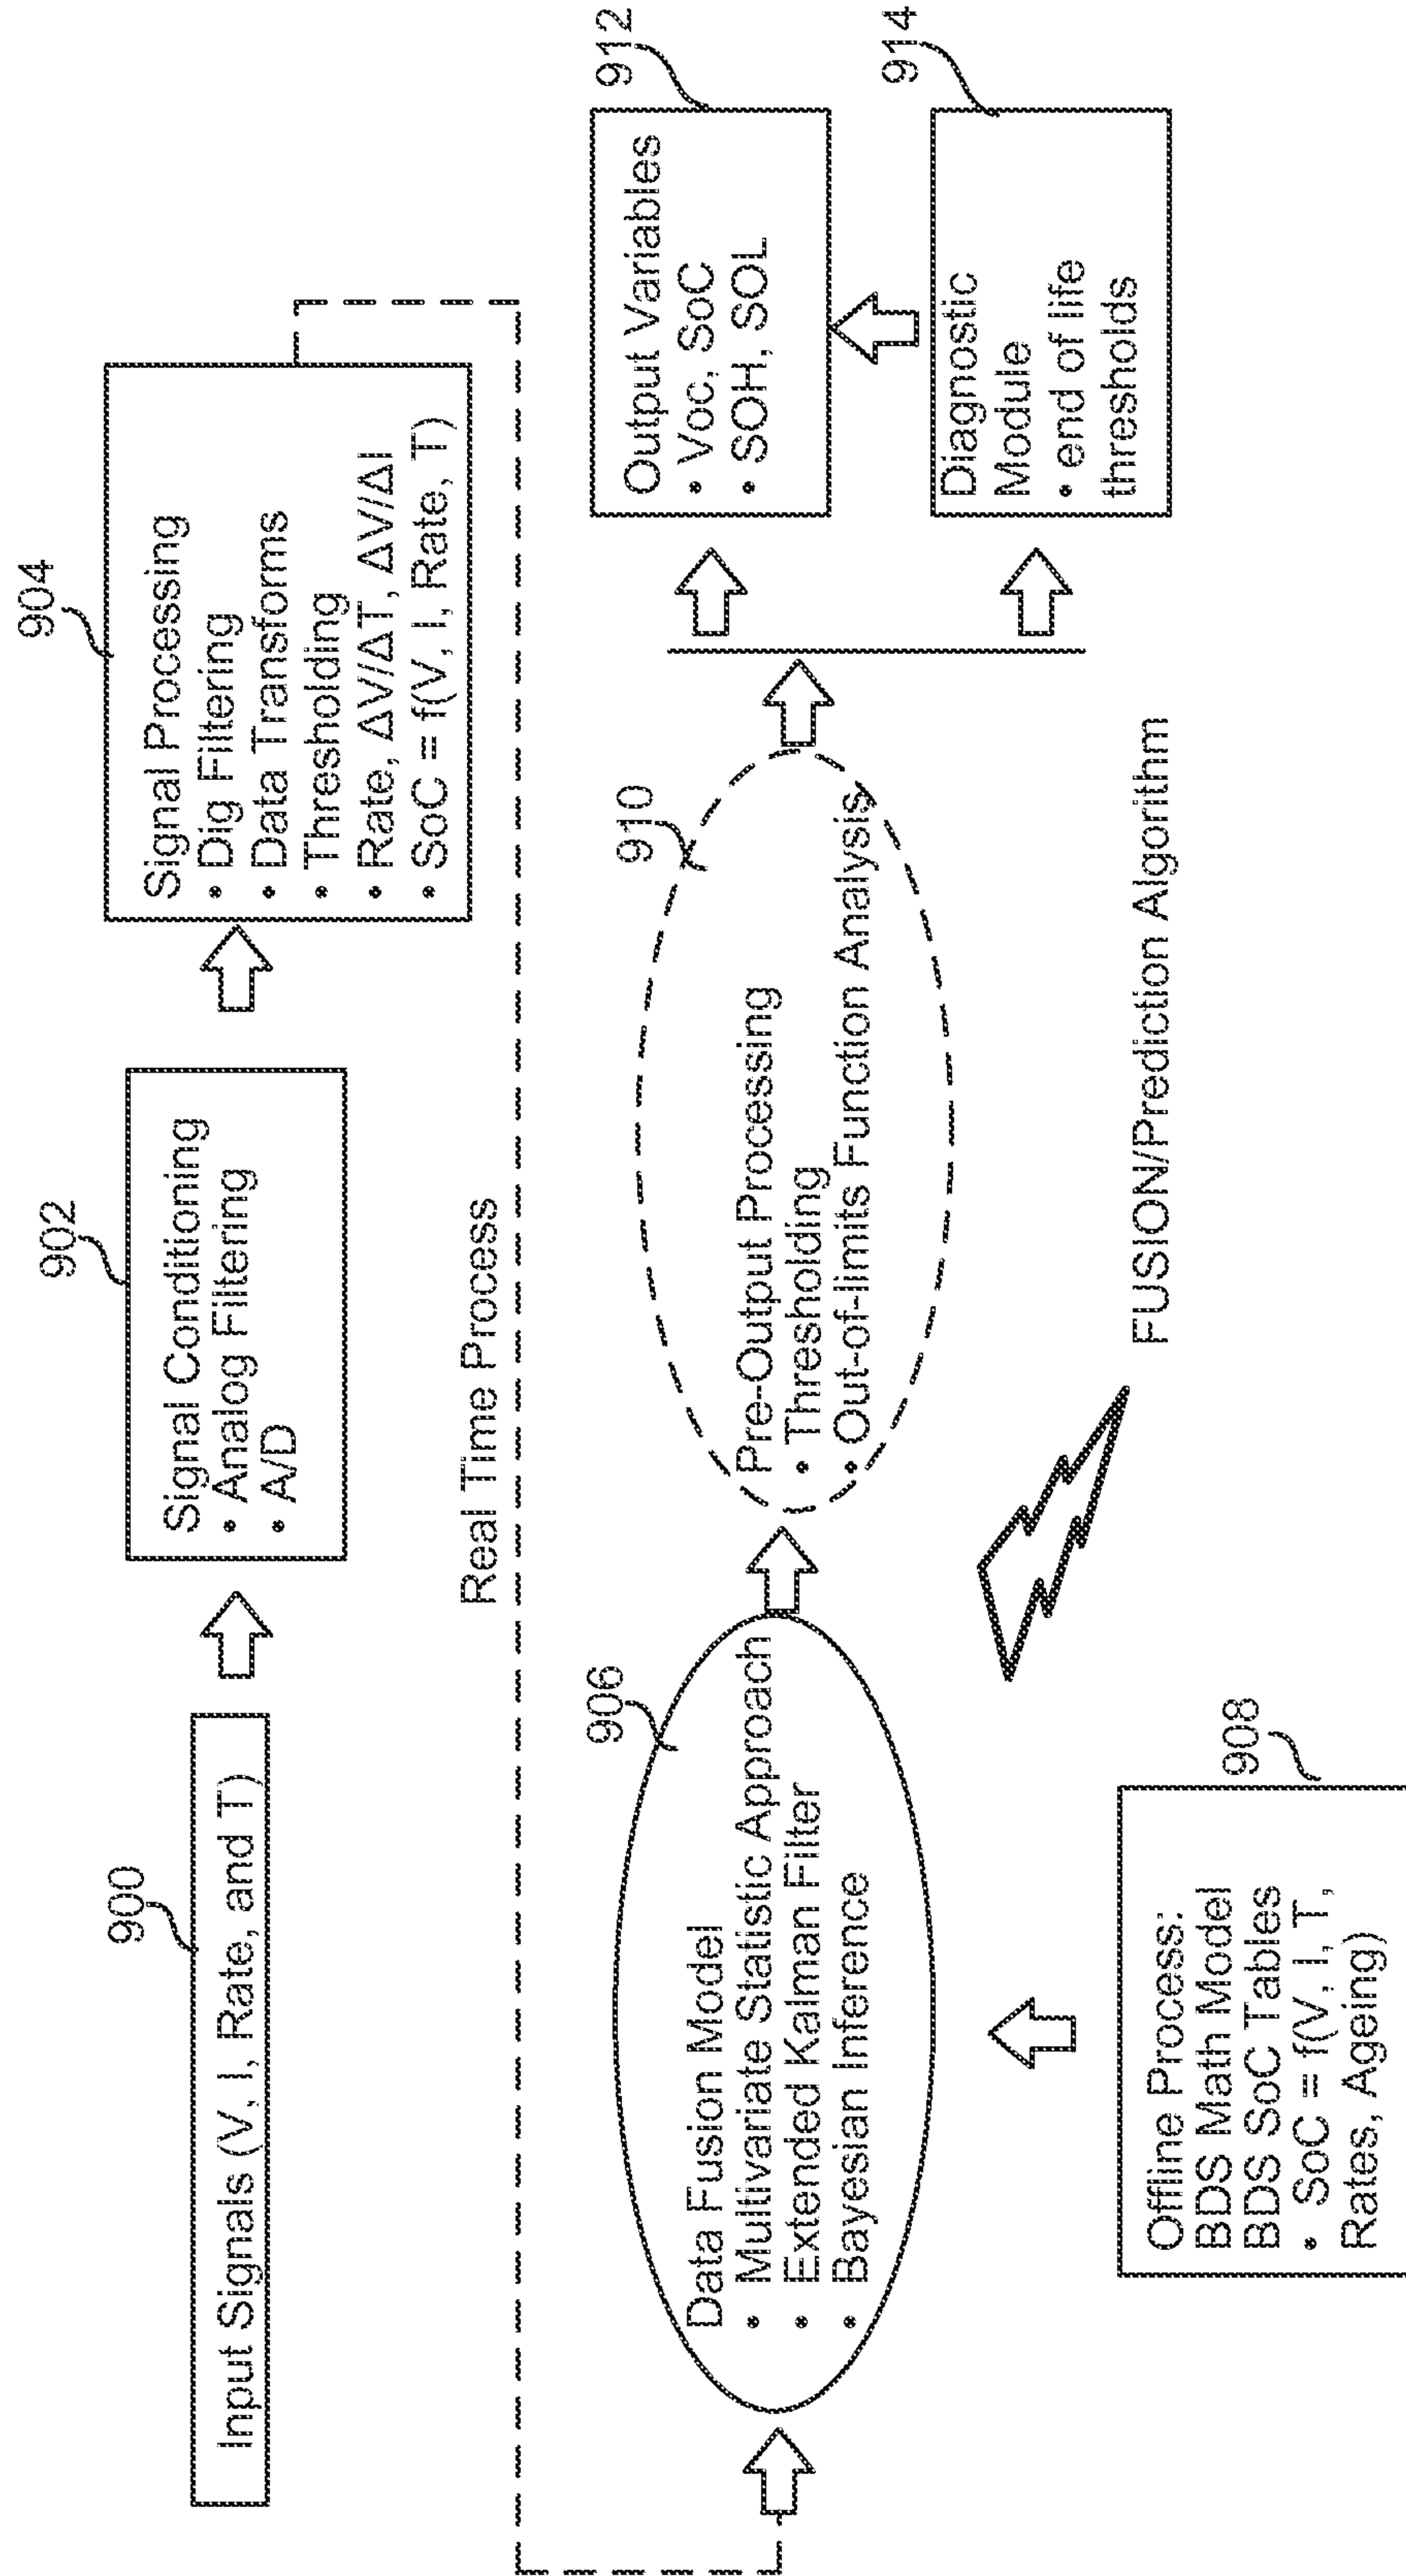 900
Input Signals (V, I, Rate, and T)
902
Signal Conditioning
• Analog Filtering
• A/D
904
Signal Processing
• Dig Filtering
• Data Transforms
• Thresholding
• Rate, ΔV/ΔT, ΔV/ΔI
• SoC = f(V, I, Rate, T)
Real Time Process
906
Data Fusion Model
• Multivariate Statistic Approach
• Extended Kalman Filter
• Bayesian Inference
908
Offline Process:
BDS Math Model
BDS SoC Tables
• SoC = f(V, I, T,
Rates, Ageing)
910
Pre-Output Processing
• Thresholding
• Out-of-limits Function Analysis
FUSION/Prediction Algorithm
912
Output Variables
• Voc, SoC
• SOH, SOL
914
Diagnostic
Module
• end of life
thresholds